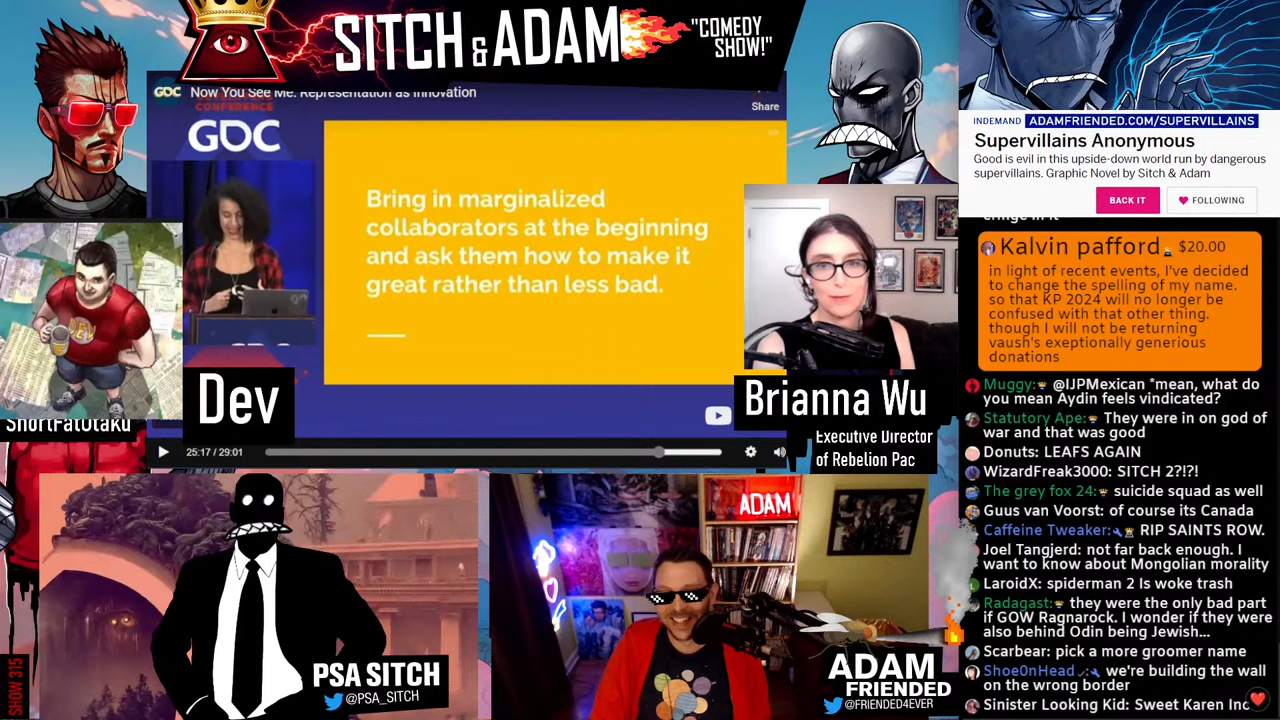 SITCH & ADAM
"COMEDY
SHOW!"
GDC
Now You See Me: Representation as Innovation
Share
CONFERENCE
GDC
Bring in marginalized
collaborators at the beginning
and ask them how to make it
great rather than less bad.
25:17 / 29:01
DEV
Dev
ShortFatOtaku
Brianna Wu
Executive Director
of Rebelion Pac
SHOW 315
PSA SITCH
@PSA_SITCH
ADAM
ADAM
FRIENDED
@FRIENDED4EVER
INDEMAND ADAMFRIENDED.COM/SUPERVILLAINS
Supervillains Anonymous
Good is evil in this upside-down world run by dangerous
supervillains. Graphic Novel by Sitch & Adam
BACK IT
FOLLOWING
cringe in it
Kalvin pafford $20.00
in light of recent events, I've decided
to change the spelling of my name.
so that KP 2024 will no longer be
confused with that other thing.
though I will not be returning
vaush's exeptionally generious
donations
Muggy: @IJPMexican *mean, what do
you mean Aydin feels vindicated?
Statutory Ape: They were in on god of
war and that was good
Donuts: LEAFS AGAIN
WizardFreak3000: SITCH 2?!?!
The grey fox 24: suicide squad as well
Guus van Voorst: of course its Canada
Caffeine Tweaker: RIP SAINTS ROW.
Joel Tangjerd: not far back enough. I
want to know about Mongolian morality
LaroidX: spiderman 2 Is woke trash
Radagast: they were the only bad part
if GOW Ragnarock. I wonder if they were
also behind Odin being Jewish...
Scarbear: pick a more groomer name
Shoe0nHead: we're building the wall
on the wrong border
Sinister Looking Kid: Sweet Karen Inc